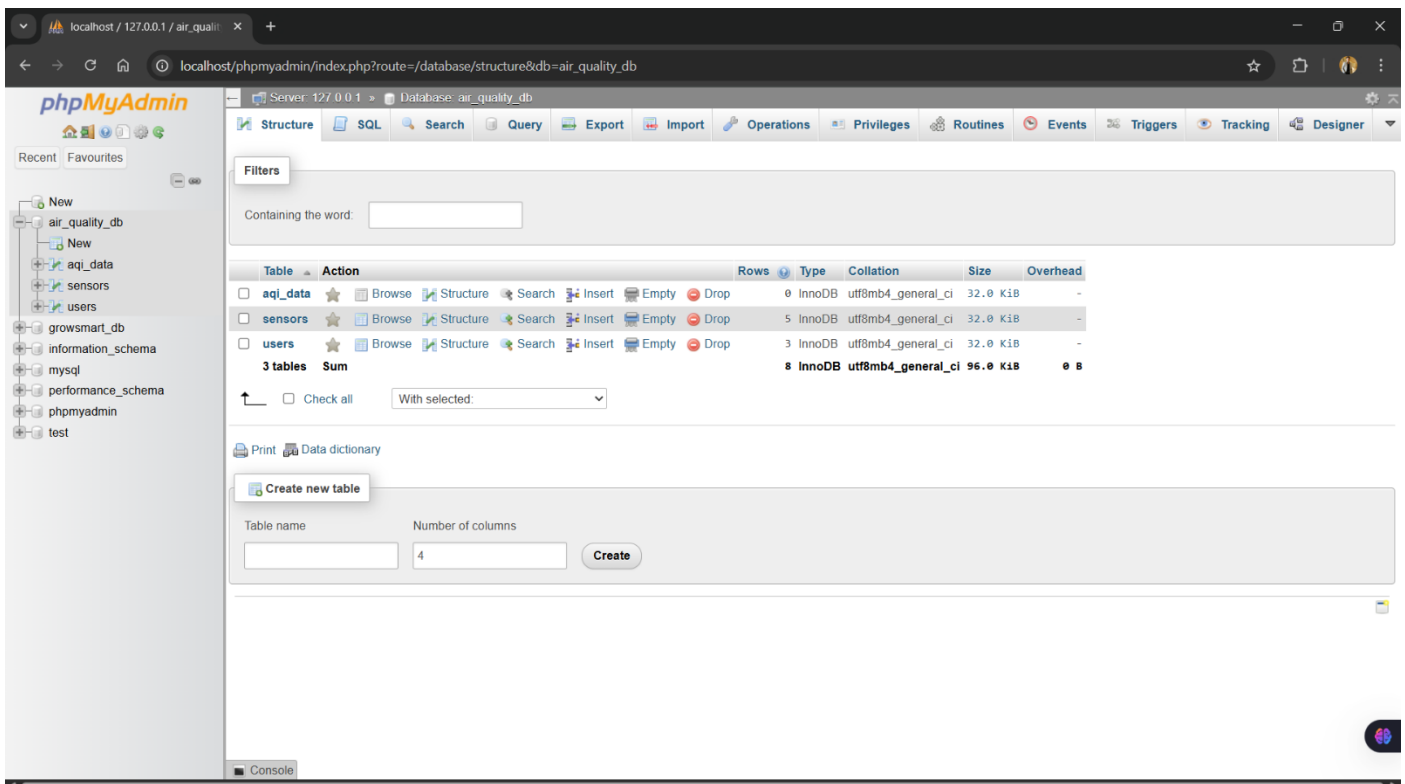 localhost / 127.0.0.1 / air_qualit
localhost/phpmyadmin/index.php?route=/database/structure&db=air_quality_db
phpMyAdmin
Recent Favourites
New
air_quality_db
New
aqi_data
sensors
users
growsmart_db
information_schema
mysql
performance_schema
phpmyadmin
test
Server: 127.0.0.1 » Database: air_quality_db
Structure SQL Search Query Export Import Operations Privileges Routines Events Triggers Tracking Designer
Filters
Containing the word:
Table Action Rows Type Collation Size Overhead
aqi_data Browse Structure Search Insert Empty Drop 0 InnoDB utf8mb4_general_ci 32.0 KiB -
sensors Browse Structure Search Insert Empty Drop 5 InnoDB utf8mb4_general_ci 32.0 KiB -
users Browse Structure Search Insert Empty Drop 3 InnoDB utf8mb4_general_ci 32.0 KiB -
3 tables Sum 8 InnoDB utf8mb4_general_ci 96.0 KiB 0 B
Check all With selected:
Print Data dictionary
Create new table
Table name Number of columns
4 Create
Console